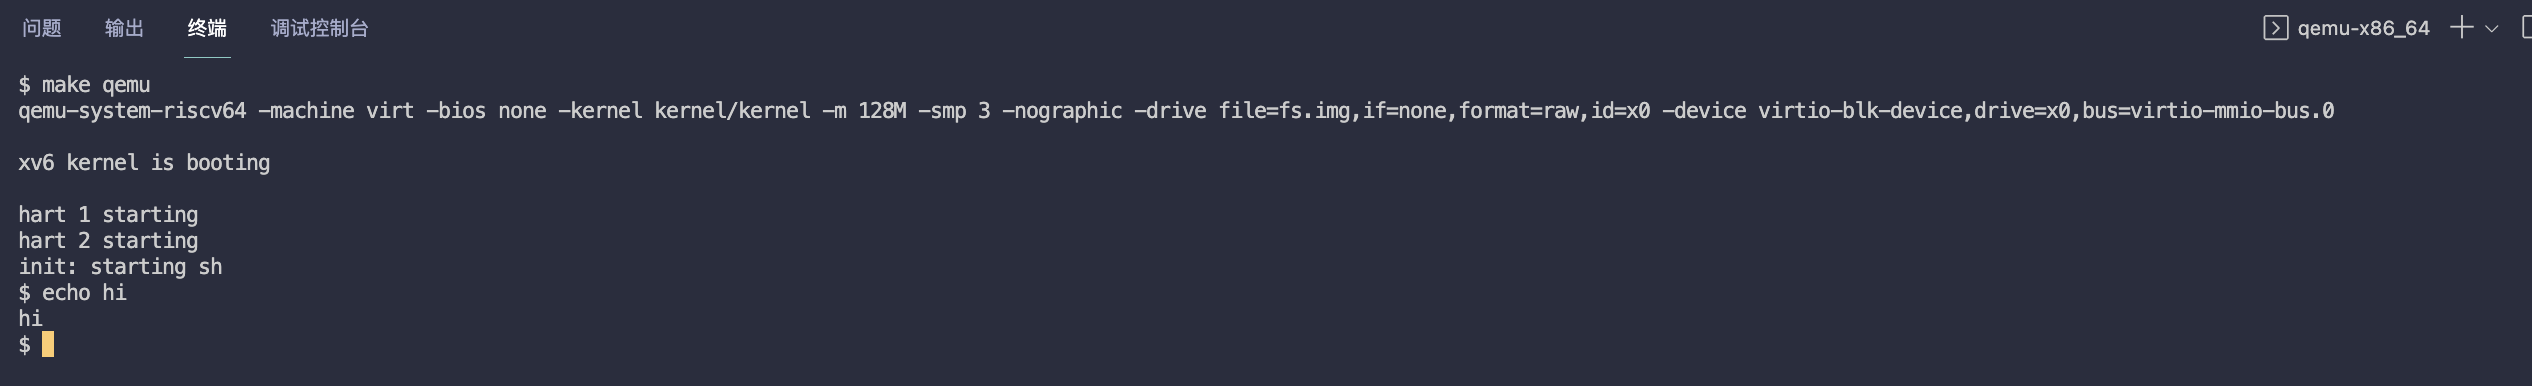 问题 输出 终端 调试控制台 qemu-x86_64
$ make qemu
qemu-system-riscv64 -machine virt -bios none -kernel kernel/kernel -m 128M -smp 3 -nographic -drive file=fs.img,if=none,format=raw,id=x0 -device virtio-blk-device,drive=x0,bus=virtio-mmio-bus.0
xv6 kernel is booting
hart 1 starting
hart 2 starting
init: starting sh
$ echo hi
hi
$